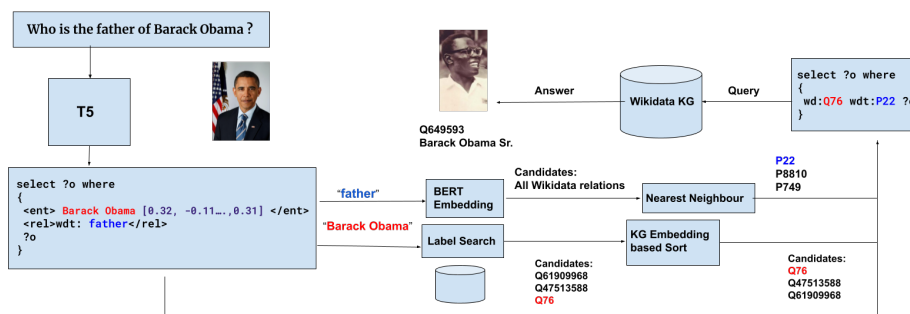 Who is the father of Barack Obama ?
T5
select ?o where
{
<ent> Barack Obama [0.32, -0.11….,0.31] </ent>
<rel>wdt: father</rel>
?o
}
“father”
“Barack Obama”
BERT
Embedding
Label Search
Candidates:
All Wikidata relations
Candidates:
Q61909968
Q47513588
Q76
Nearest Neighbour
KG Embedding
based Sort
P22
P8810
P749
Candidates:
Q76
Q47513588
Q61909968
select ?o where
{
wd:Q76 wdt:P22 ?
}
Query
Wikidata KG
Answer
Q649593
Barack Obama Sr.